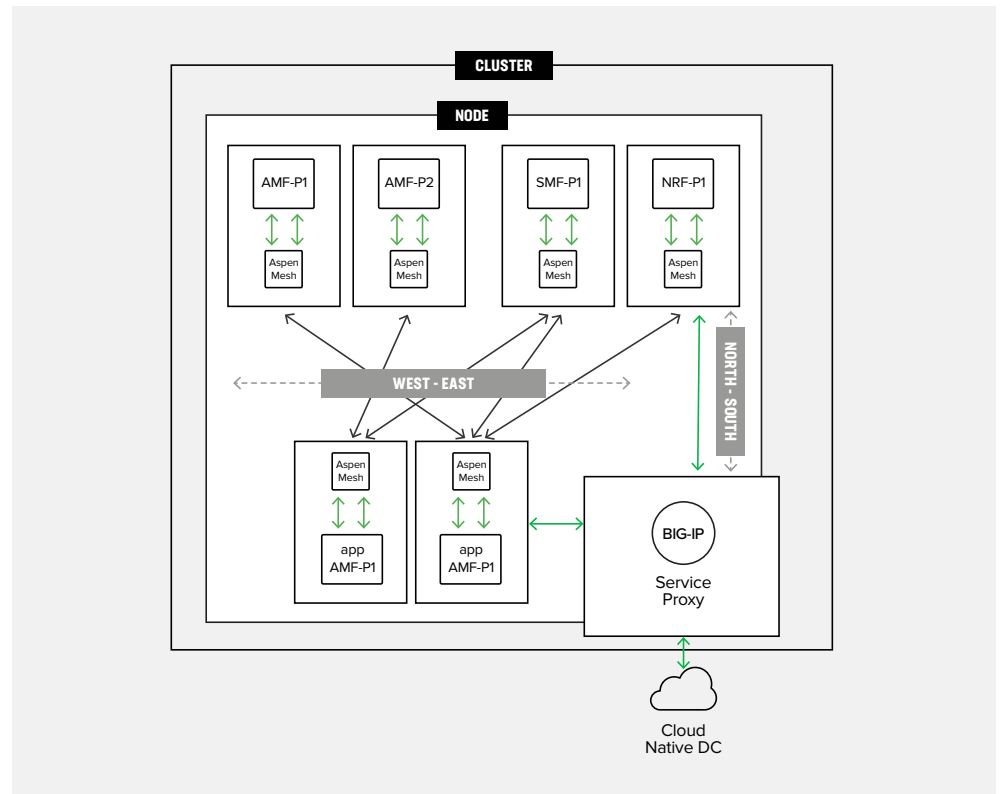 CLUSTER
NODE
AMF-P1
AMF-P2
SMF-P1
NRF-P1
Aspen
Mesh
Aspen
Mesh
Aspen
Mesh
Aspen
Mesh
WEST - EAST
NORTH - SOUTH
Aspen
Mesh
Aspen
Mesh
app
AMF-P1
app
AMF-P1
BIG-IP
Service
Proxy
Cloud
Native DC